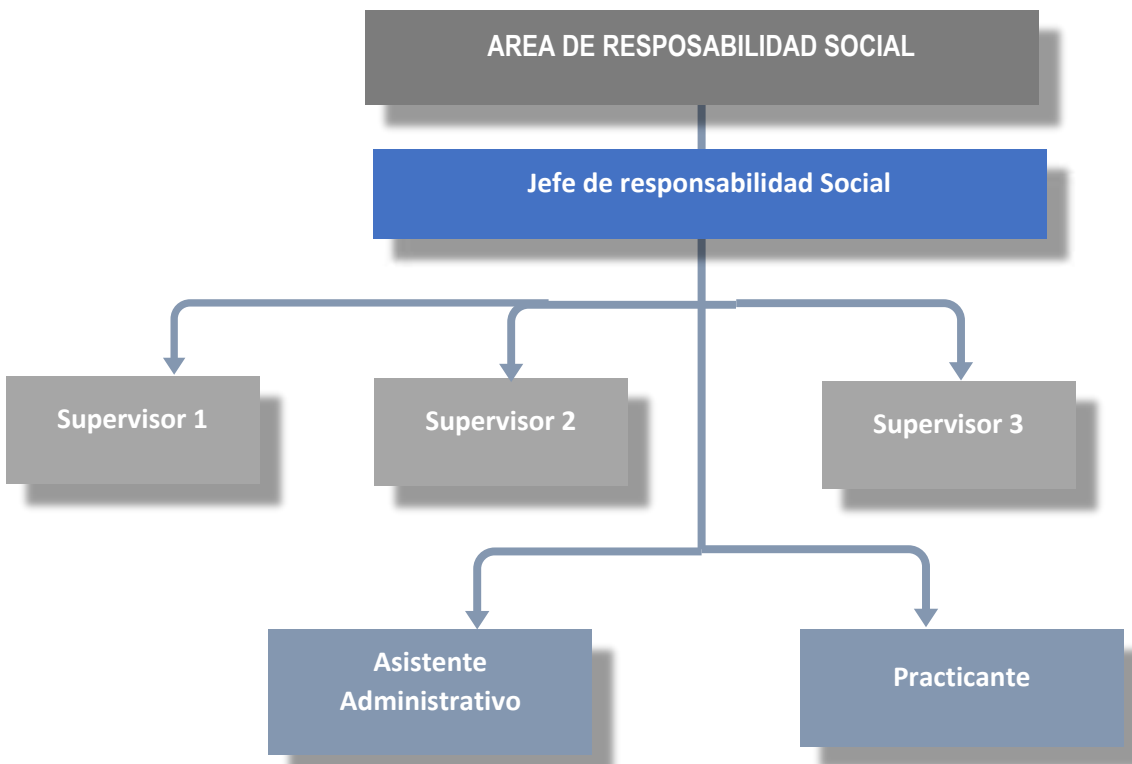 AREA DE RESPOSABILIDAD SOCIAL
Jefe de responsabilidad Social
Supervisor 1
Supervisor 2
Supervisor 3
Asistente
Administrativo
Practicante